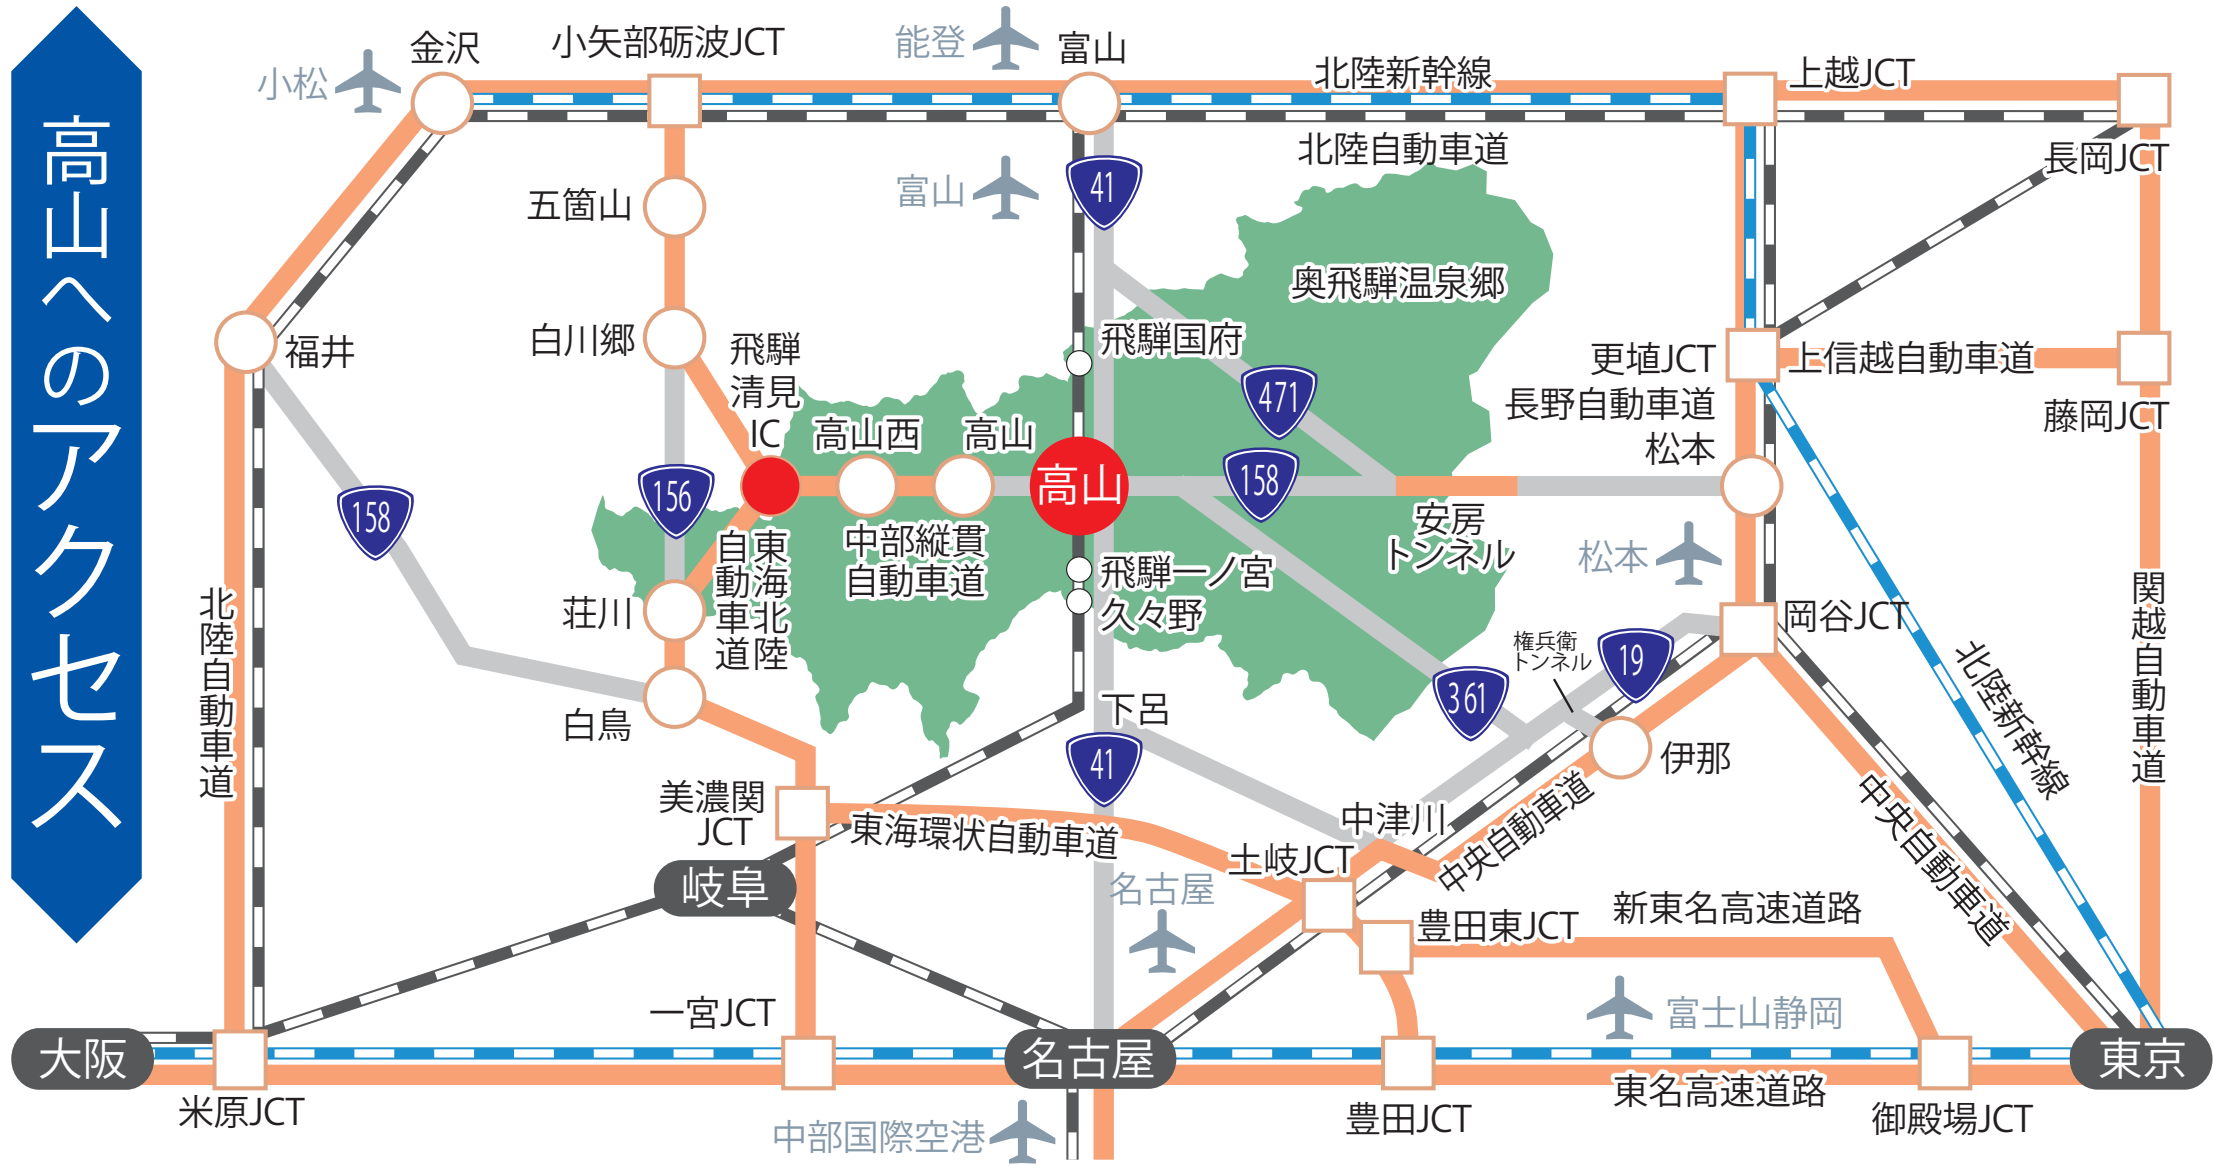 高山へのアクセス
金沢
小矢部砺波JCT
能登
富山
小松
北陸新幹線
上越JCT
北陸自動車道
長岡JCT
五箇山
富山
41
奥飛騨温泉郷
福井
白川郷
飛騨
清見
IC
飛騨国府
更埴JCT
上信越自動車道
長野自動車道
藤岡JCT
松本
471
高山西
高山
高山
158
156
158
安房
トンネル
松本
東海北陸
自動車道
中部縦貫
自動車道
飛騨一ノ宮
久々野
荘川
北陸自動車道
関越自動車道
岡谷JCT
権兵衛
トンネル
19
361
北陸新幹線
白鳥
下呂
41
伊那
美濃関
JCT
東海環状自動車道
中津川
中央自動車道
中央自動車道
土岐JCT
岐阜
名古屋
豊田東JCT
新東名高速道路
一宮JCT
富士山静岡
大阪
名古屋
東京
米原JCT
東名高速道路
豊田JCT
御殿場JCT
中部国際空港